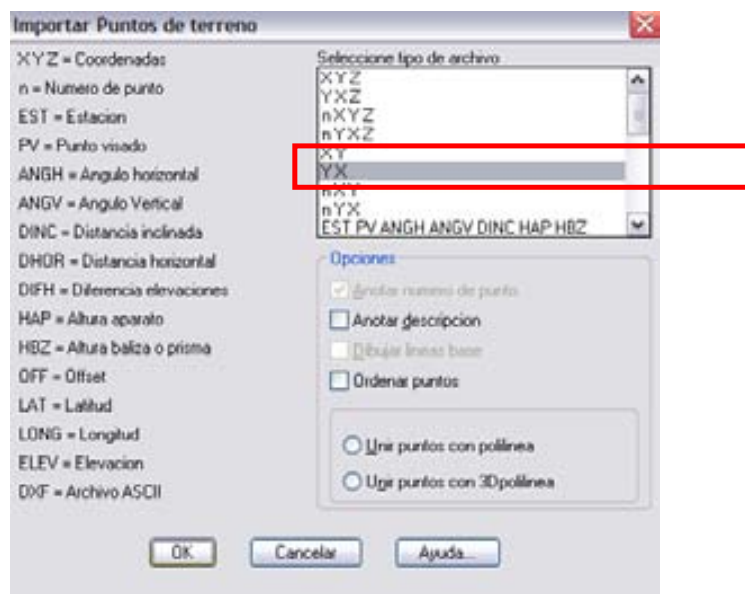 Importar Puntos de terreno
XYZ = Coordenadas
n = Numero de punto
EST = Estacion
PV = Punto visado
ANGH = Angulo horizontal
ANGV = Angulo Vertical
DINC = Distancia inclinada
DHOR = Distancia horizontal
DIFH = Diferencia elevaciones
HAP = Altura aparato
HBZ = Altura baliza o prisma
OFF = Offset
LAT = Latitud
LONG = Longitud
ELEV = Elevacion
DXF = Archivo ASCII
Seleccione tipo de archivo
XYZ
YXZ
nXYZ
nYXZ
XY
YX
nXY
nYX
EST PV ANGH ANGV DINC HAP HBZ
Opciones
Anotar numero de punto
Anotar descripcion
Dibujar lineas base
Ordenar puntos
Unir puntos con polilinea
Unir puntos con 3Dpolilinea
OK
Cancelar
Ayuda...